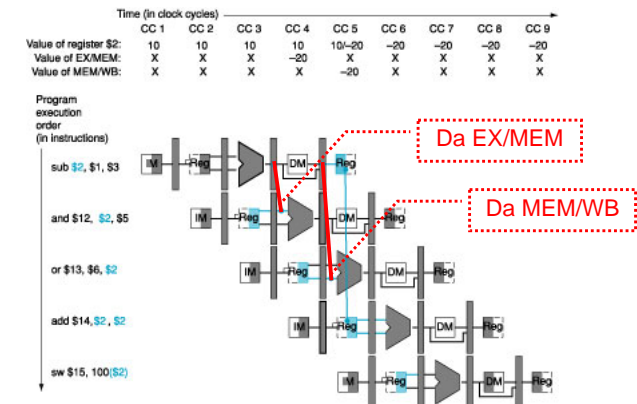 Time (in clock cycles)
CC 1 CC 2 CC 3 CC 4 CC 5 CC 6 CC 7 CC 8 CC 9
Value of register $2: 10 10 10 10 10/–20 –20 –20 –20 –20
Value of EX/MEM: X X X –20 X X X X X
Value of MEM/WB: X X X X –20 X X X X
Program
execution
order
(in instructions)
Da EX/MEM
sub $2, $1, $3 IM Reg DM Reg
Da MEM/WB
and $12, $2, $5 IM Reg DM Reg
or $13, $6, $2 IM Reg DM Reg
add $14,$2 , $2 IM Reg DM Reg
sw $15, 100($2) IM Reg DM Reg